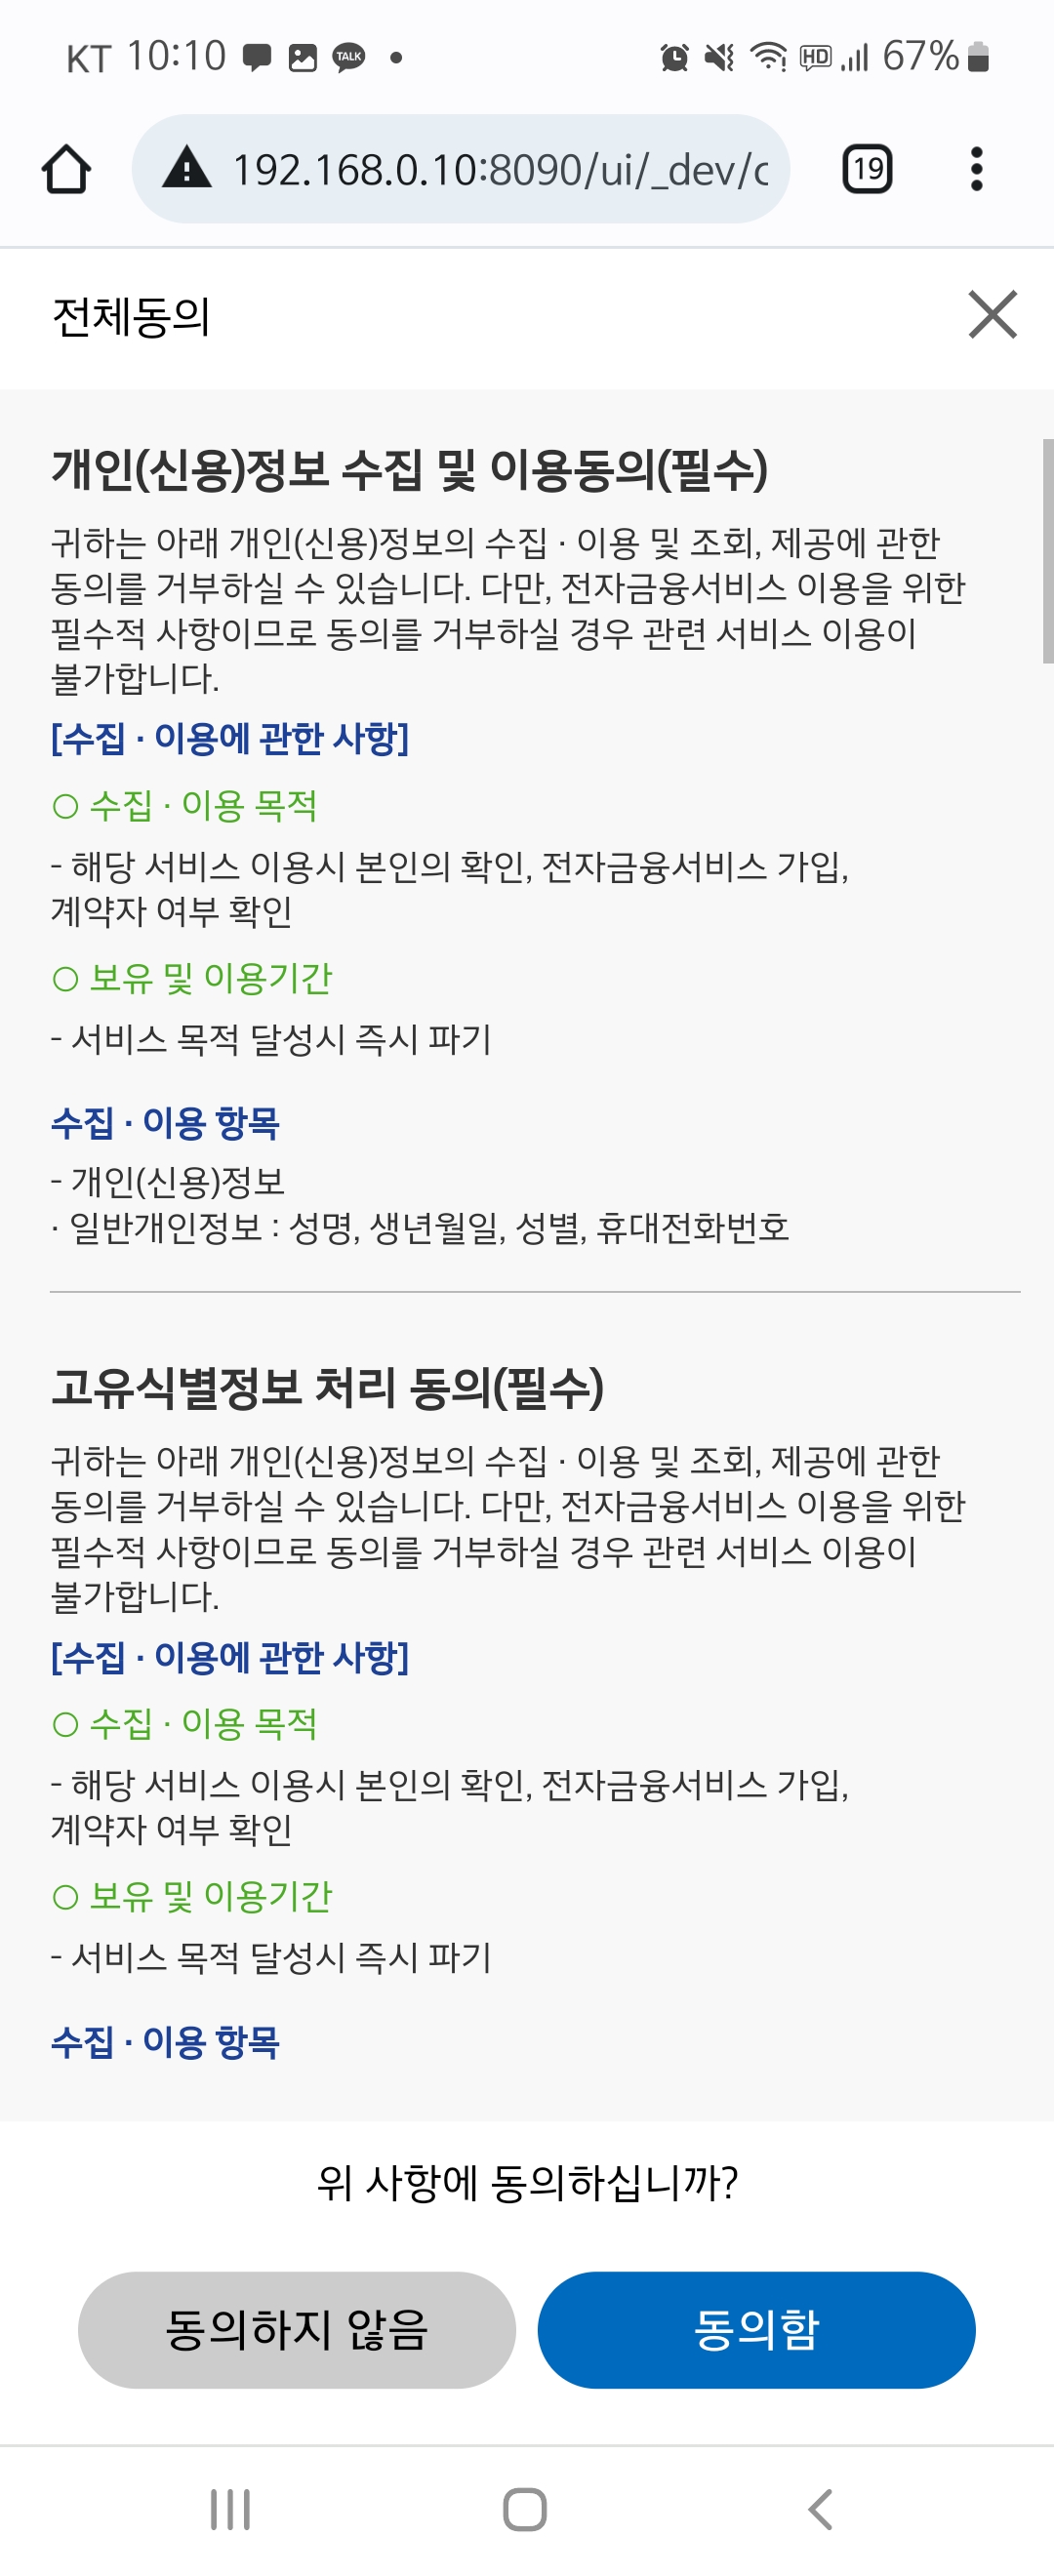 KT 10:10 TALK HD 67%
192.168.0.10:8090/ui/_dev/c 19
전체동의
개인(신용)정보 수집 및 이용동의(필수)
귀하는 아래 개인(신용)정보의 수집 · 이용 및 조회, 제공에 관한
동의를 거부하실 수 있습니다. 다만, 전자금융서비스 이용을 위한
필수적 사항이므로 동의를 거부하실 경우 관련 서비스 이용이
불가합니다.
[수집 · 이용에 관한 사항]
○ 수집 · 이용 목적
- 해당 서비스 이용시 본인의 확인, 전자금융서비스 가입,
계약자 여부 확인
○ 보유 및 이용기간
- 서비스 목적 달성시 즉시 파기
수집 · 이용 항목
- 개인(신용)정보
· 일반개인정보 : 성명, 생년월일, 성별, 휴대전화번호
고유식별정보 처리 동의(필수)
귀하는 아래 개인(신용)정보의 수집 · 이용 및 조회, 제공에 관한
동의를 거부하실 수 있습니다. 다만, 전자금융서비스 이용을 위한
필수적 사항이므로 동의를 거부하실 경우 관련 서비스 이용이
불가합니다.
[수집 · 이용에 관한 사항]
○ 수집 · 이용 목적
- 해당 서비스 이용시 본인의 확인, 전자금융서비스 가입,
계약자 여부 확인
○ 보유 및 이용기간
- 서비스 목적 달성시 즉시 파기
수집 · 이용 항목
위 사항에 동의하십니까?
동의하지 않음 동의함